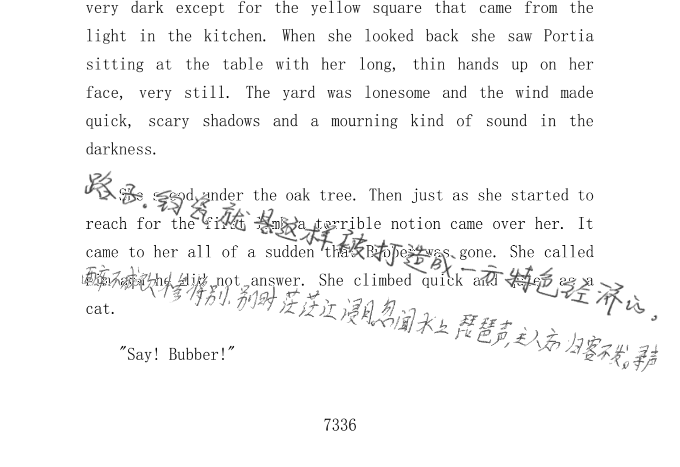 very dark except for the yellow square that came from the
light in the kitchen. When she looked back she saw Portia
sitting at the table with her long, thin hands up on her
face, very still. The yard was lonesome and the wind made
quick, scary shadows and a mourning kind of sound in the
darkness.
She stood under the oak tree. Then just as she started to
reach for the first limb a terrible notion came over her. It
came to her all of a sudden that Bubber was gone. She called
him and he did not answer. She climbed quick and quiet as a
cat.
路子.钧瓷就是这样被打造成一方特色经济的。
醉不成欢惨将别,别时茫茫江浸月,忽闻水上琵琶声,主人忘归客不发。寻声
"Say! Bubber!"
7336